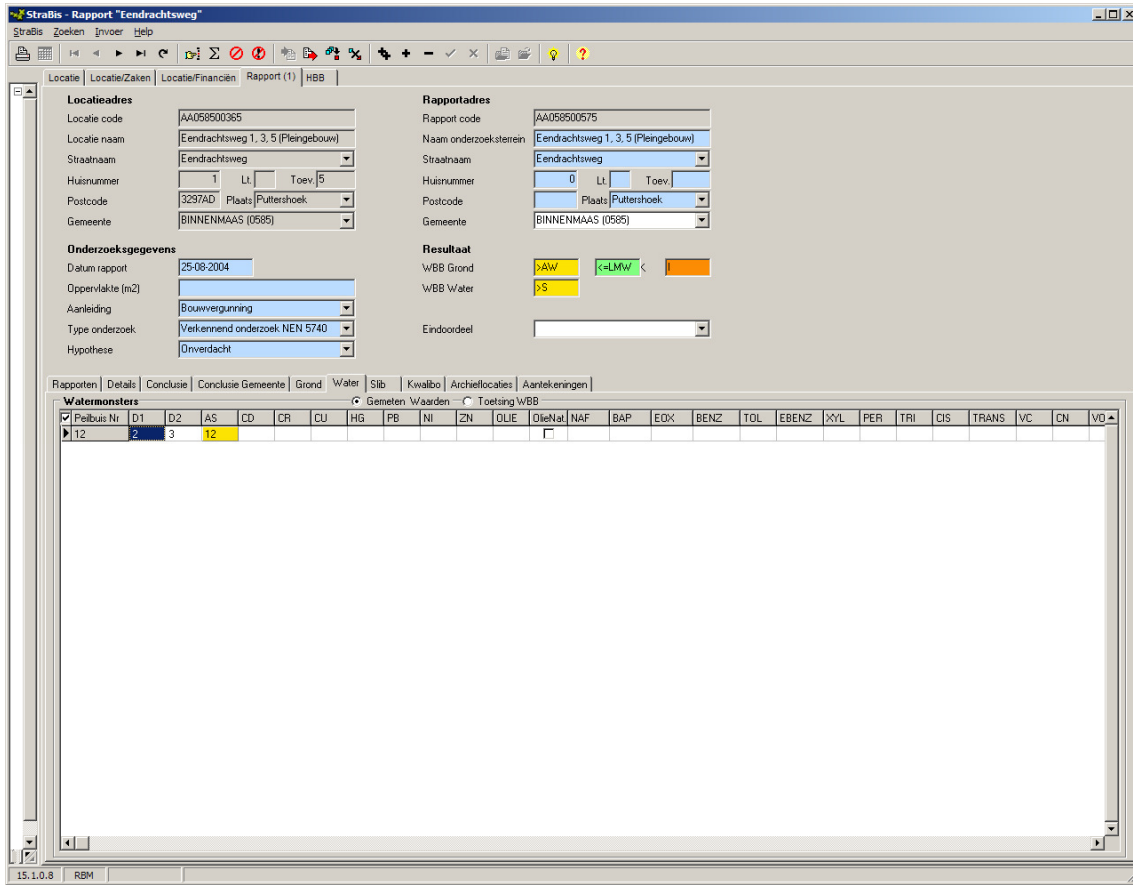 StraBis - Rapport "Eendrachtsweg"
StraBis Zoeken Invoer Help
Locatie Locatie/Zaken Locatie/Financiën Rapport (1) HBB
Locatieadres Rapportadres
Locatie code AA058500365 Rapport code AA058500575
Locatie naam Eendrachtsweg 1, 3, 5 (Pleingebouw) Naam onderzoeksterrein Eendrachtsweg 1, 3, 5 (Pleingebouw)
Straatnaam Eendrachtsweg Straatnaam Eendrachtsweg
Huisnummer 1 Lt. Toev. 5 Huisnummer 0 Lt. Toev.
Postcode 3297AD Plaats Puttershoek Postcode Plaats Puttershoek
Gemeente BINNENMAAS (0585) Gemeente BINNENMAAS (0585)
Onderzoeksgegevens Resultaat
Datum rapport 25-08-2004 WBB Grond >AW <=LMW < I
Oppervlakte (m2) WBB Water >S
Aanleiding Bouwvergunning
Type onderzoek Verkennend onderzoek NEN 5740 Eindoordeel
Hypothese Onverdacht
Rapporten Details Conclusie Conclusie Gemeente Grond Water Slib Kwalibo Archieflocaties Aantekeningen
Watermonsters Gemeten Waarden Toetsing WBB
Peilbuis Nr D1 D2 AS CD CR CU HG PB NI ZN OLIE OlieNat. NAF BAP EOX BENZ TOL EBENZ XYL PER TRI CIS TRANS VC CN VO
12 2 3 12
15.1.0.8 RBM